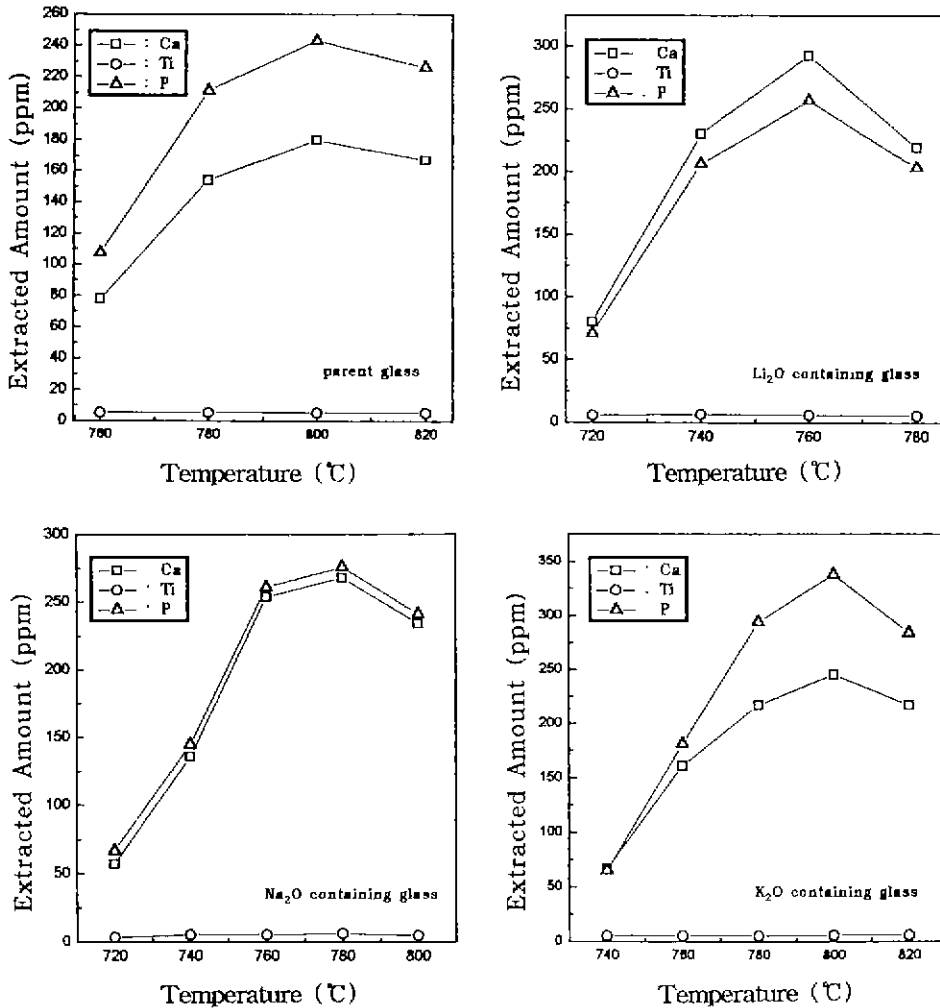 260
240
220
200
180
160
140
120
100
80
60
40
20
0
Extracted Amount (ppm)
: Ca
: Ti
: P
parent glass
760 780 800 820
Temperature (℃)
300
250
200
150
100
50
0
Extracted Amount (ppm)
Ca
Ti
P
Li₂O containing glass
720 740 760 780
Temperature (℃)
300
250
200
150
100
50
0
Extracted Amount (ppm)
Ca
: Ti
: P
Na₂O containing glass
720 740 760 780 800
Temperature (℃)
350
300
250
200
150
100
50
0
Extracted Amount (ppm)
Ca
Ti
P
K₂O containing glass
740 760 780 800 820
Temperature (℃)